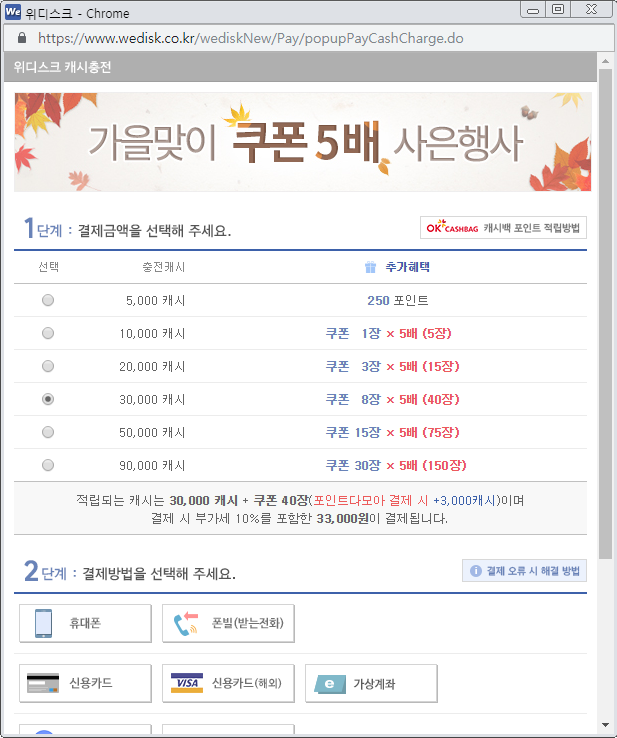 위디스크 - Chrome
https://www.wedisk.co.kr/wediskNew/Pay/popupPayCashCharge.do
위디스크 캐시충전
가을맞이 쿠폰 5배 사은행사
1단계 : 결제금액을 선택해 주세요.
OK CASHBAG 캐시백 포인트 적립방법
선택 충전캐시 추가혜택
5,000 캐시 250 포인트
10,000 캐시 쿠폰 1장 × 5배 (5장)
20,000 캐시 쿠폰 3장 × 5배 (15장)
30,000 캐시 쿠폰 8장 × 5배 (40장)
50,000 캐시 쿠폰 15장 × 5배 (75장)
90,000 캐시 쿠폰 30장 × 5배 (150장)
적립되는 캐시는 30,000 캐시 + 쿠폰 40장(포인트다모아 결제 시 +3,000캐시)이며
결제 시 부가세 10%를 포함한 33,000원이 결제됩니다.
2단계 : 결제방법을 선택해 주세요.
결제 오류 시 해결 방법
휴대폰 폰빌(받는전화)
신용카드 VISA 신용카드(해외) 가상계좌